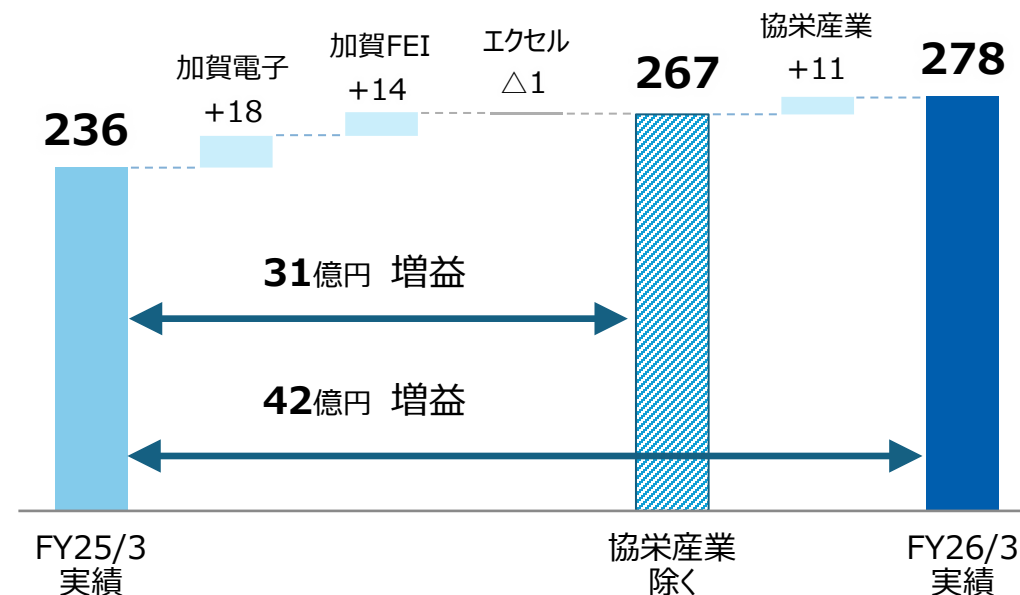 236
加賀電子
+18
加賀FEI
+14
エクセル
△1
267
協栄産業
+11
278
31億円 増益
42億円 増益
FY25/3
実績
協栄産業
除く
FY26/3
実績